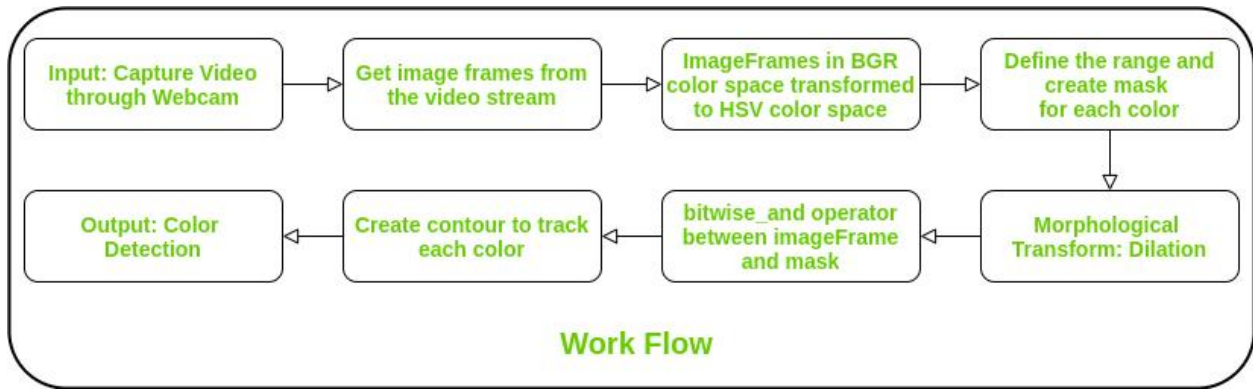 Input: Capture Video
through Webcam
Get image frames from
the video stream
ImageFrames in BGR
color space transformed
to HSV color space
Define the range and
create mask
for each color
Morphological
Transform: Dilation
bitwise_and operator
between imageFrame
and mask
Create contour to track
each color
Output: Color
Detection
Work Flow